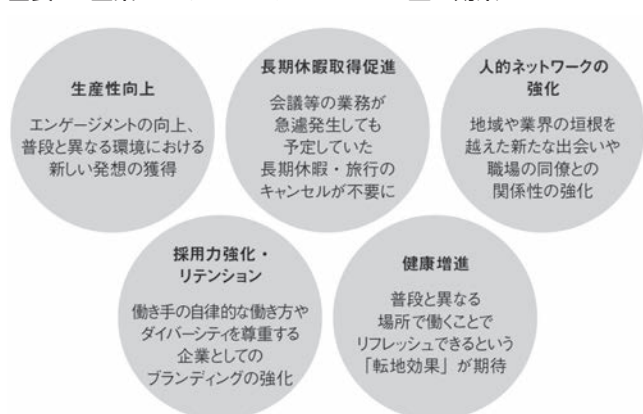 生産性向上
エンゲージメントの向上、
普段と異なる環境における
新しい発想の獲得
長期休暇取得促進
会議等の業務が
急遽発生しても
予定していた
長期休暇・旅行の
キャンセルが不要に
人的ネットワークの
強化
地域や業界の垣根を
越えた新たな出会いや
職場の同僚との
関係性の強化
採用力強化・
リテンション
働き手の自律的な働き方や
ダイバーシティを尊重する
企業としての
ブランディングの強化
健康増進
普段と異なる
場所で働くことで
リフレッシュできるという
「転地効果」が期待